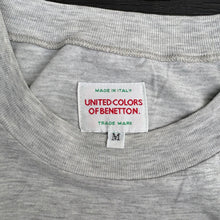 MADE IN ITALY
UNITED COLORS
OF BENETTON.
TRADE MARK
M